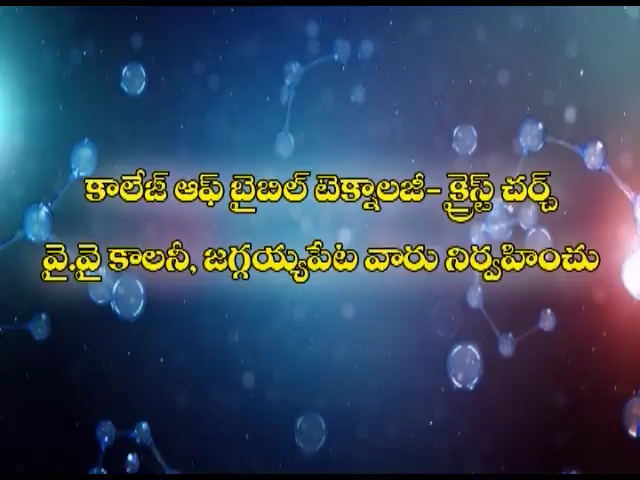 కాలేజ్ ఆఫ్ బైబిల్ టెక్నాలజీ- క్రైస్ట్ చర్చ్
వై.వై కాలనీ, జగ్గయ్యపేట వారు నిర్వహించు